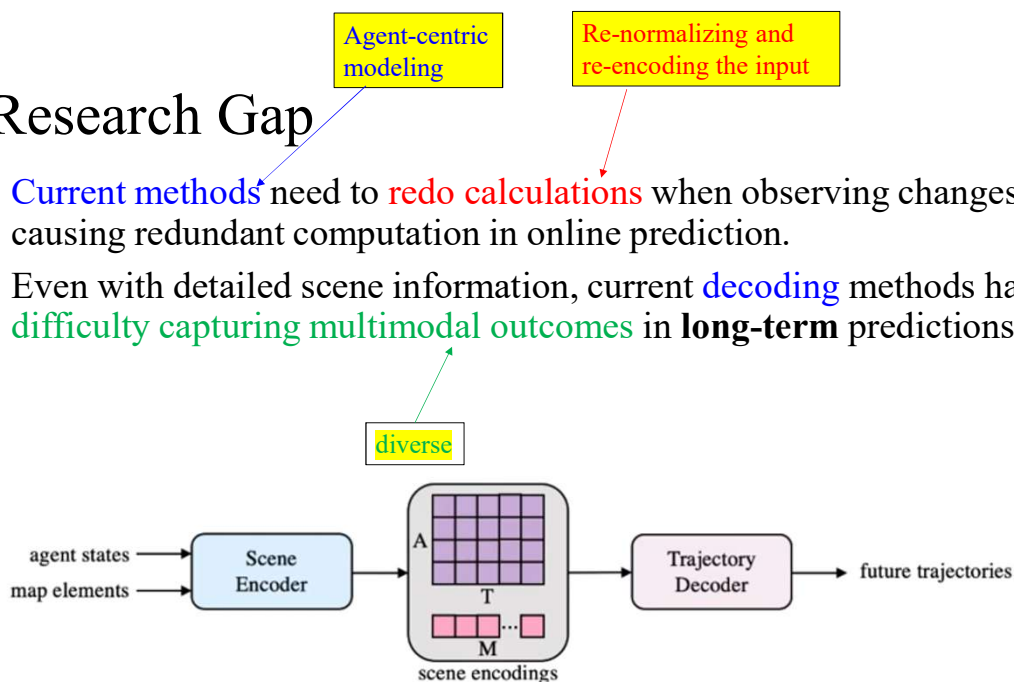 Agent-centric
modeling
Re-normalizing and
re-encoding the input
Research Gap
Current methods need to redo calculations when observing changes
causing redundant computation in online prediction.
Even with detailed scene information, current decoding methods ha
difficulty capturing multimodal outcomes in long-term predictions
diverse
agent states
map elements
Scene
Encoder
A
T
...
M
scene encodings
Trajectory
Decoder
future trajectories